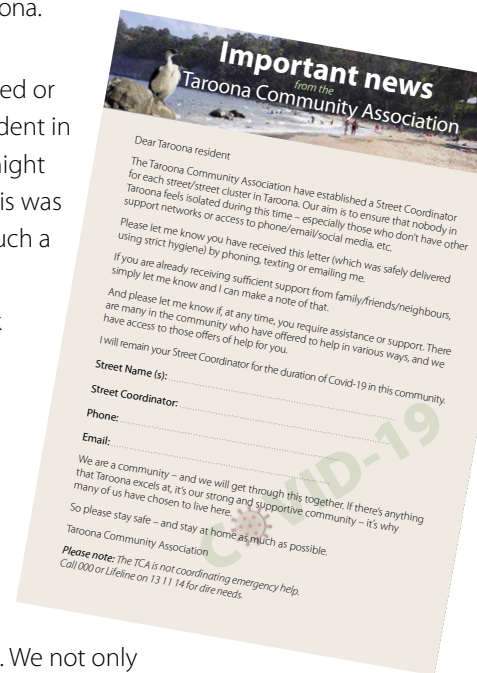 ona.
ed or
dent in
night
is was
uch a
Important news
from the
Taroona Community Association
Dear Taroona resident
The Taroona Community Association have established a Street Coordinator
for each street/street cluster in Taroona. Our aim is to ensure that nobody in
Taroona feels isolated during this time – especially those who don't have other
support networks or access to phone/email/social media, etc.
Please let me know you have received this letter (which was safely delivered
using strict hygiene) by phoning, texting or emailing me.
If you are already receiving sufficient support from family/friends/neighbours,
simply let me know and I can make a note of that.
And please let me know if, at any time, you require assistance or support. There
are many in the community who have offered to help in various ways, and we
have access to those offers of help for you.
I will remain your Street Coordinator for the duration of Covid-19 in this community.
Street Name (s):
Street Coordinator:
Phone:
Email:
We are a community – and we will get through this together. If there's anything
that Taroona excels at, it's our strong and supportive community – it's why
many of us have chosen to live here.
So please stay safe – and stay at home as much as possible.
Taroona Community Association
Please note: The TCA is not coordinating emergency help.
Call 000 or Lifeline on 13 11 14 for dire needs.
COVID-19
. We not only